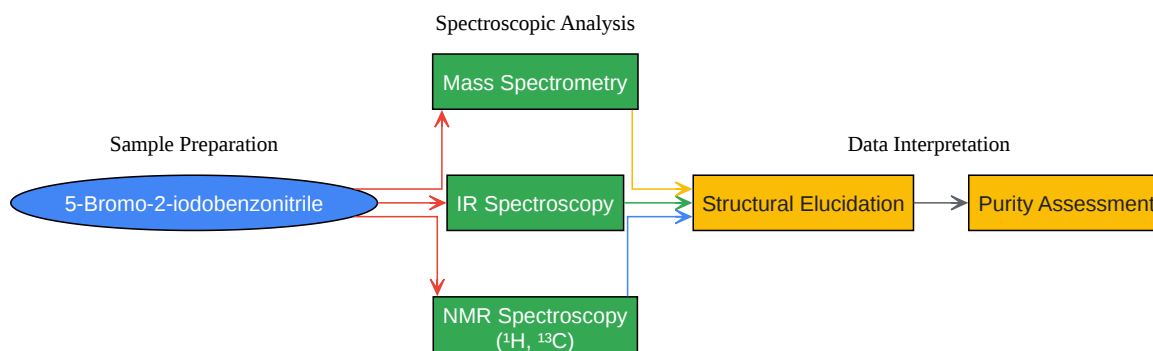 Spectroscopic Analysis
Mass Spectrometry
Sample Preparation
Data Interpretation
5-Bromo-2-iodobenzonitrile
IR Spectroscopy
Structural Elucidation
Purity Assessment
NMR Spectroscopy
(¹H, ¹³C)